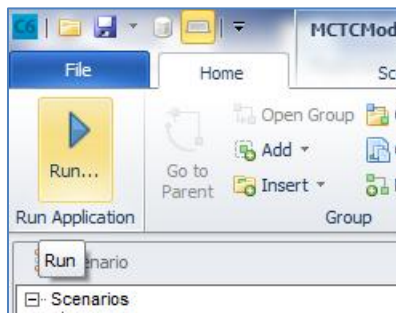 C6
MCTCMod
File
Home
Sc
Run...
Go to
Parent
Open Group
Add
Insert
Run Application
Group
Run
enario
Scenarios